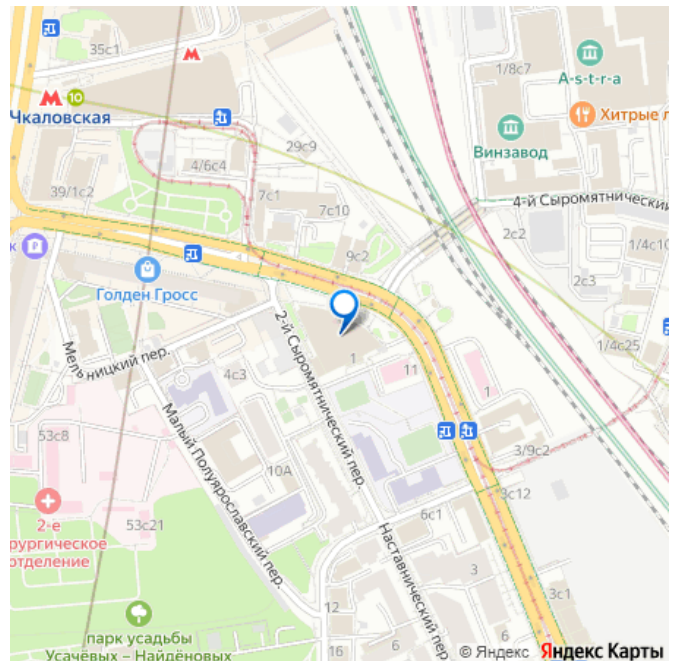 35с1
1/8с7
A-s-t-r-a
10
Чкаловская
Хитрые л
Винзавод
29с9
4/6с4
39/1с2
7с1
4-й Сыромятнический
7с10
2с2
9с2
1/4с10
2с3
Голден Гросс
1/4с25
2-й Сыромятнический пер.
Мельницкий пер.
1
11
4с3
1
Малый Полуярославский пер.
53с8
3/9с2
10А
3с12
2-е
рургическое
отделение
53с21
6с1
Наставнический пер
3
3с1
12
парк усадьбы
Усачёвых – Найдёновых
16
6
6
© Яндекс Яндекс Карты